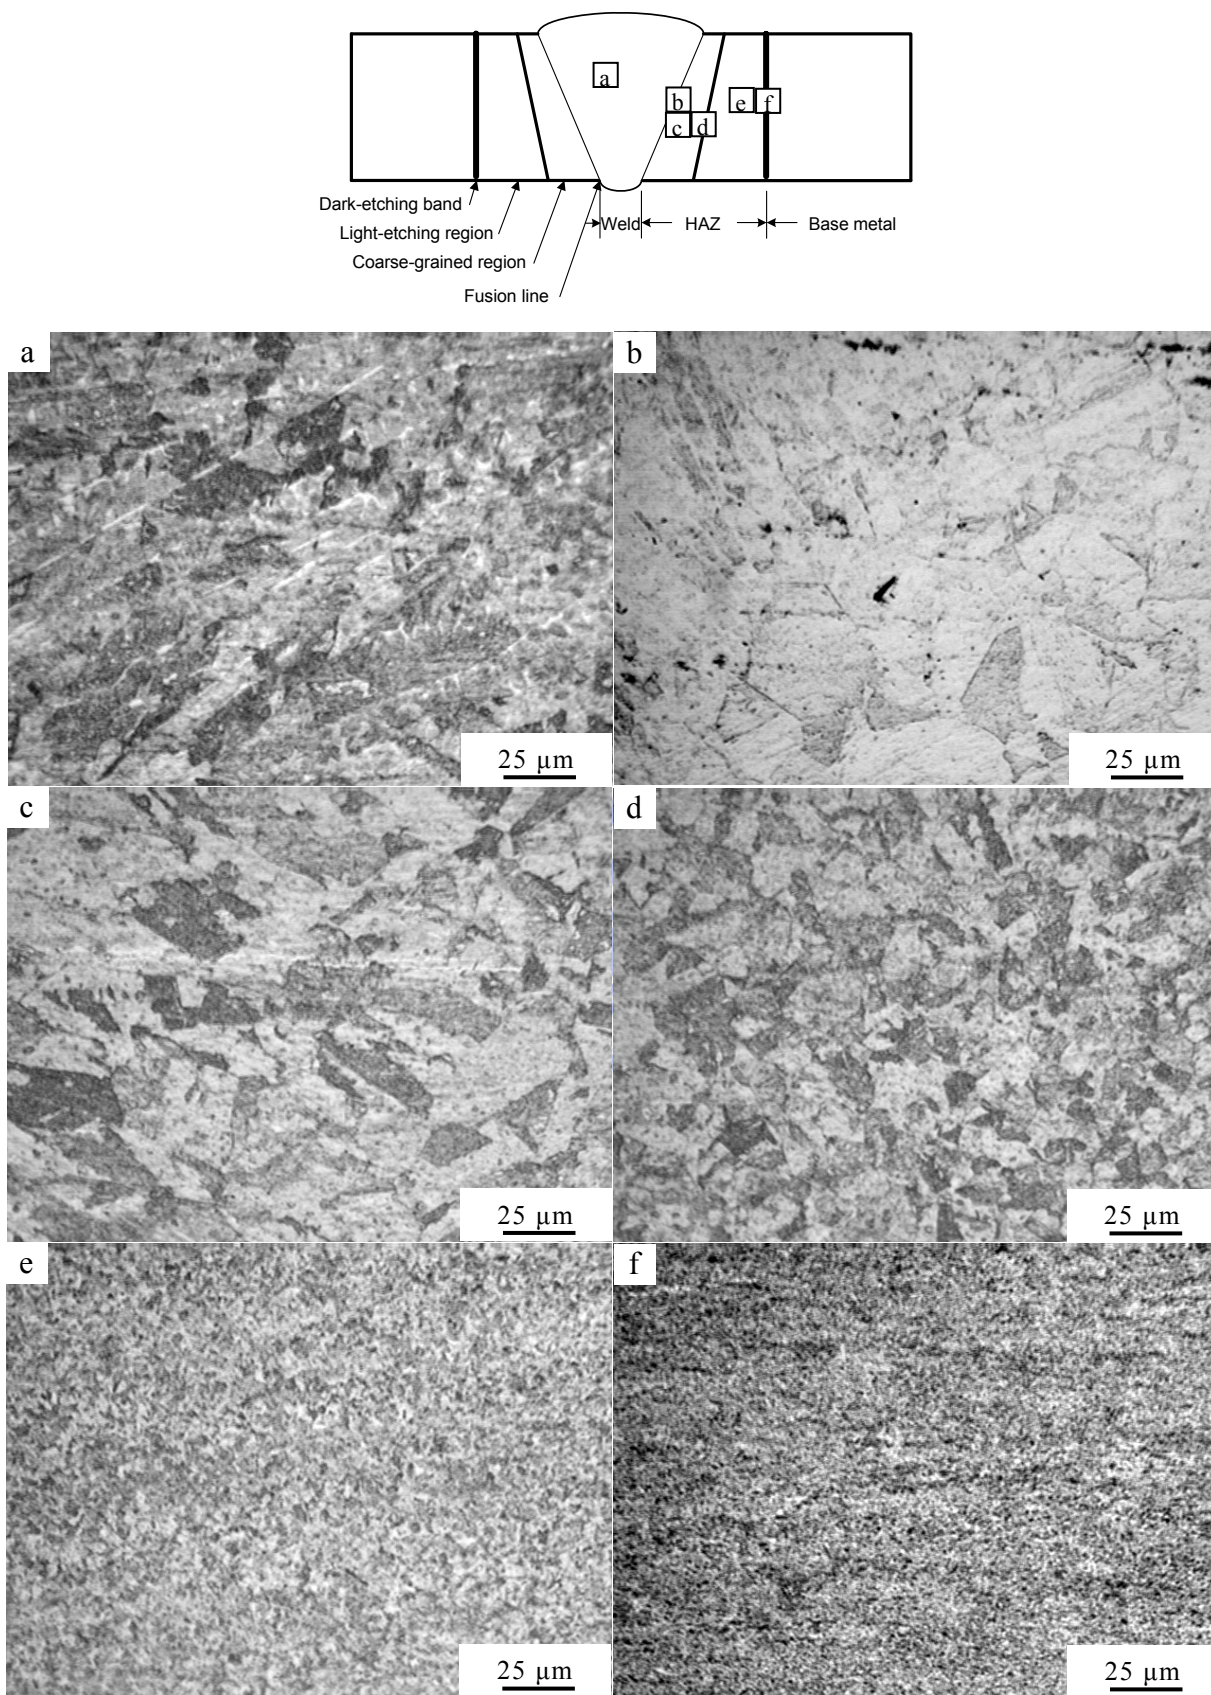 a
b
e f
c d
Dark-etching band
Weld HAZ Base metal
Light-etching region
Coarse-grained region
Fusion line
a b
25 µm 25 µm
c d
25 µm 25 µm
e f
25 µm 25 µm